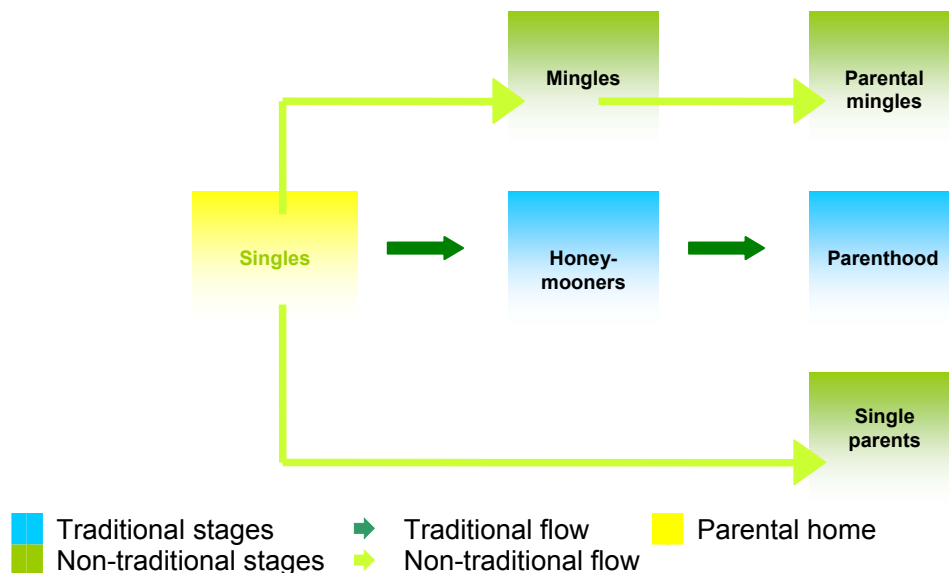 Mingles
Parental
mingles
Singles
Honey-
mooners
Parenthood
Single
parents
Traditional stages
Traditional flow
Parental home
Non-traditional stages
Non-traditional flow